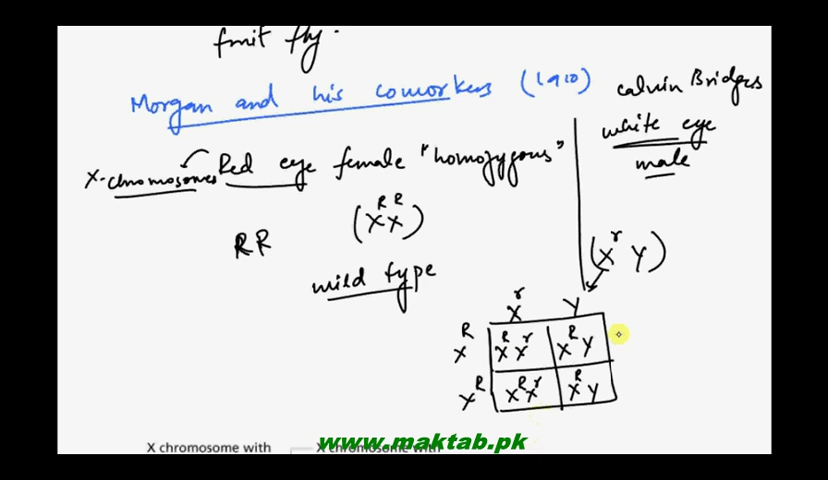 fruit fly.
Morgan and his coworkers (1910)
calvin Bridges
white eye
male
X-chromosomes Red eye female "homozygous"
RR (X^R X^R)
wild type
(X^r Y)
X^r Y
X^R X^R X^r X^R Y
X^R X^R X^r X^R Y
X chromosome with X chromosome with
www.maktab.pk